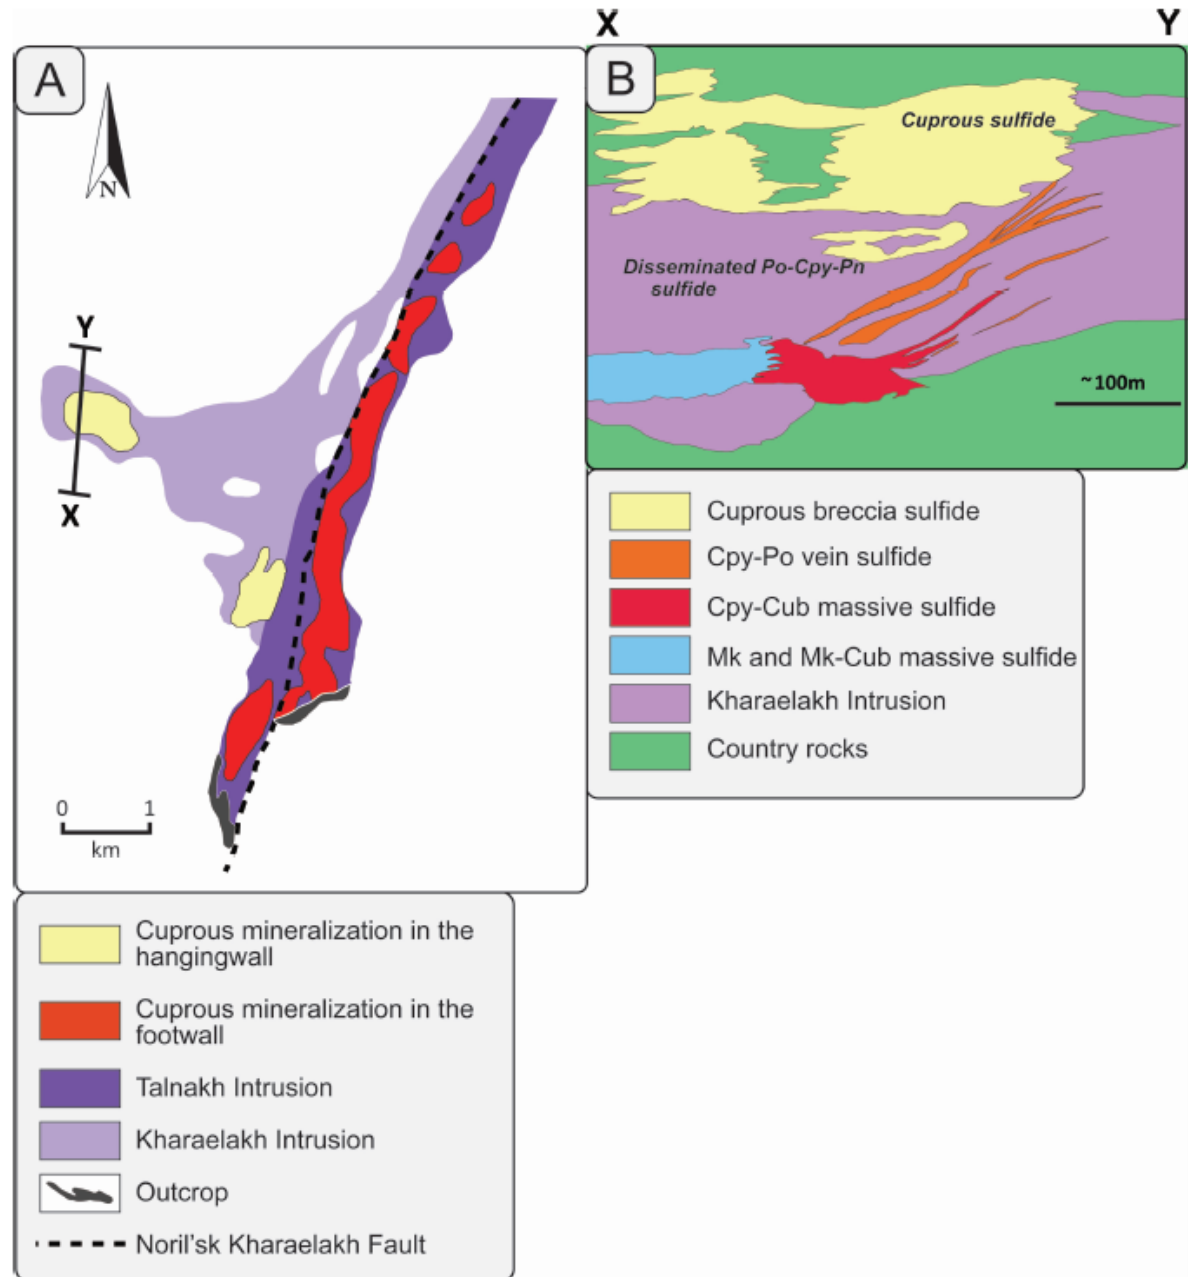 A
N
Y
X
0 1
km
Cuprous mineralization in the
hangingwall
Cuprous mineralization in the
footwall
Talnakh Intrusion
Kharaelakh Intrusion
Outcrop
Noril'sk Kharaelakh Fault
X Y
B
Cuprous sulfide
Disseminated Po-Cpy-Pn
sulfide
~100m
Cuprous breccia sulfide
Cpy-Po vein sulfide
Cpy-Cub massive sulfide
Mk and Mk-Cub massive sulfide
Kharaelakh Intrusion
Country rocks